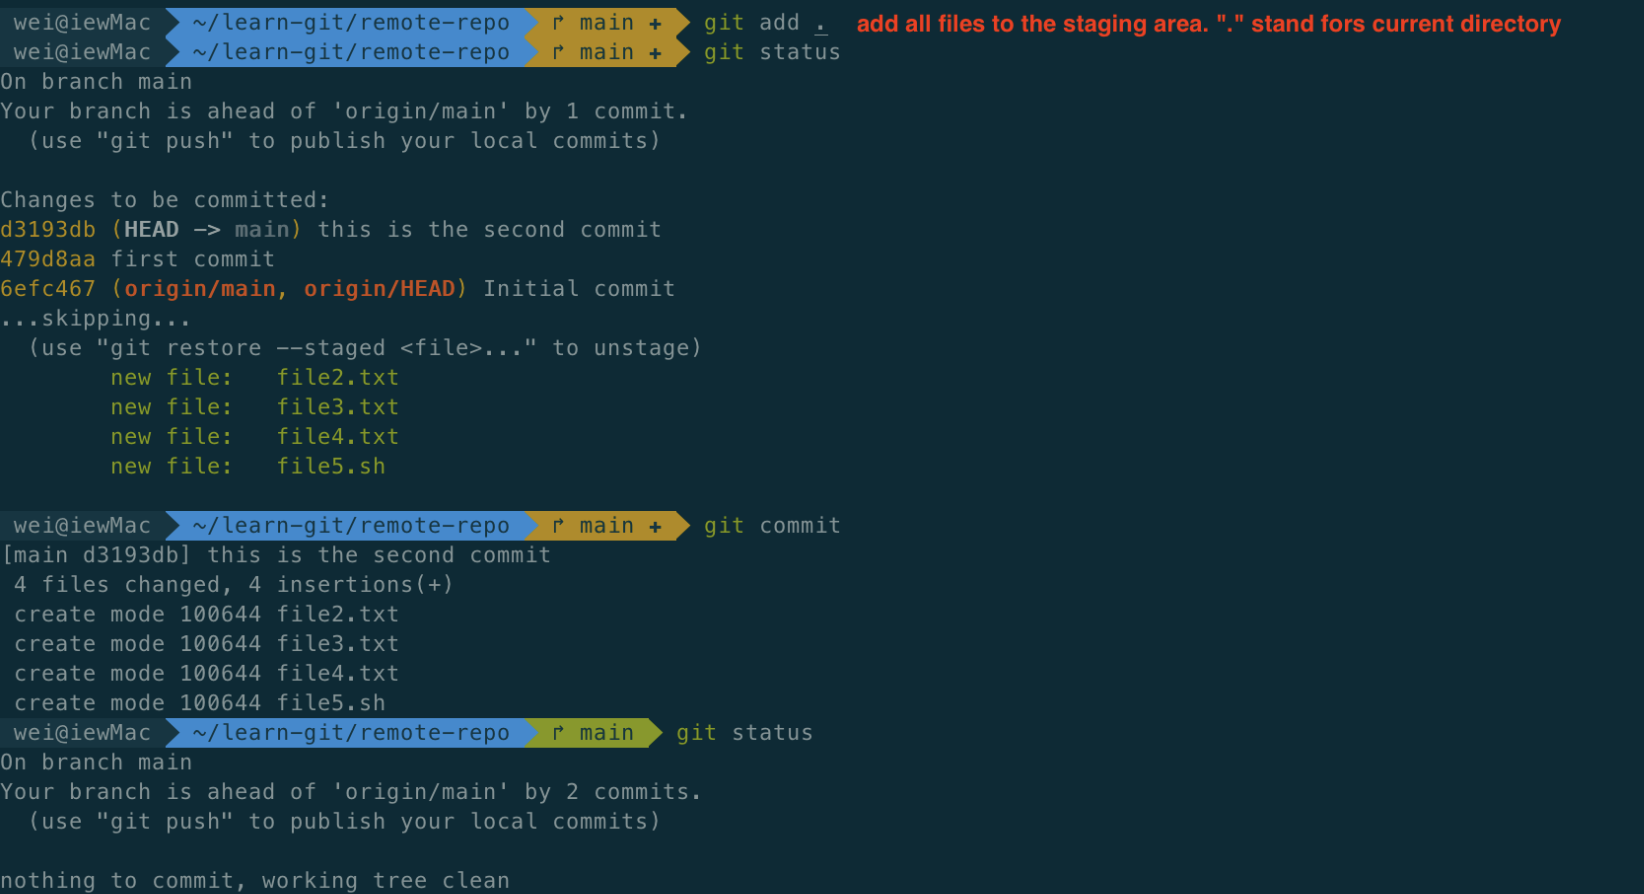 wei@iewMac ~/learn-git/remote-repo main ✚ git add . add all files to the staging area. "." stand fors current directory
wei@iewMac ~/learn-git/remote-repo main ✚ git status
On branch main
Your branch is ahead of 'origin/main' by 1 commit.
(use "git push" to publish your local commits)
Changes to be committed:
d3193db (HEAD -> main) this is the second commit
479d8aa first commit
6efc467 (origin/main, origin/HEAD) Initial commit
...skipping...
(use "git restore --staged <file>..." to unstage)
new file: file2.txt
new file: file3.txt
new file: file4.txt
new file: file5.sh
wei@iewMac ~/learn-git/remote-repo main ✚ git commit
[main d3193db] this is the second commit
4 files changed, 4 insertions(+)
create mode 100644 file2.txt
create mode 100644 file3.txt
create mode 100644 file4.txt
create mode 100644 file5.sh
wei@iewMac ~/learn-git/remote-repo main git status
On branch main
Your branch is ahead of 'origin/main' by 2 commits.
(use "git push" to publish your local commits)
nothing to commit, working tree clean